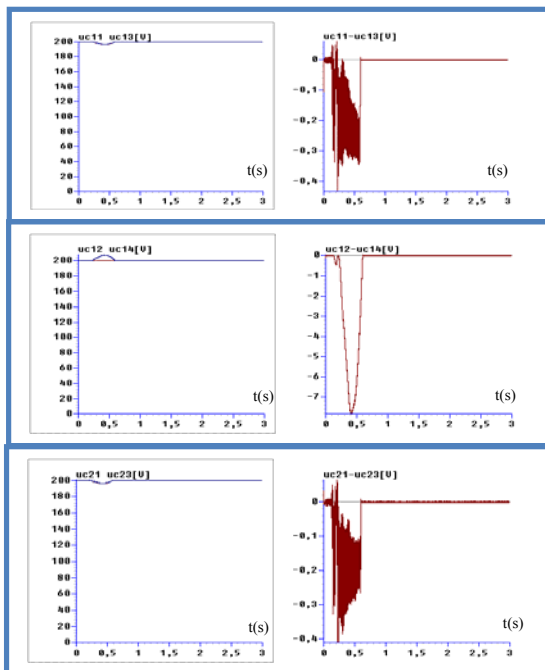 uc11 uc13[V]
200
180
160
140
120
100
80
60
40
20
0
0 0,5 1 1,5 2 2,5 3
t(s)
uc11-uc13[V]
0
-0,1
-0,2
-0,3
-0,4
0 0,5 1 1,5 2 2,5 3
t(s)
uc12 uc14[V]
200
180
160
140
120
100
80
60
40
20
0
0 0,5 1 1,5 2 2,5 3
t(s)
uc12-uc14[V]
0
-1
-2
-3
-4
-5
-6
-7
0 0,5 1 1,5 2 2,5 3
t(s)
uc21 uc23[V]
200
180
160
140
120
100
80
60
40
20
0
0 0,5 1 1,5 2 2,5 3
t(s)
uc21-uc23[V]
0
-0,1
-0,2
-0,3
-0,4
0 0,5 1 1,5 2 2,5 3
t(s)